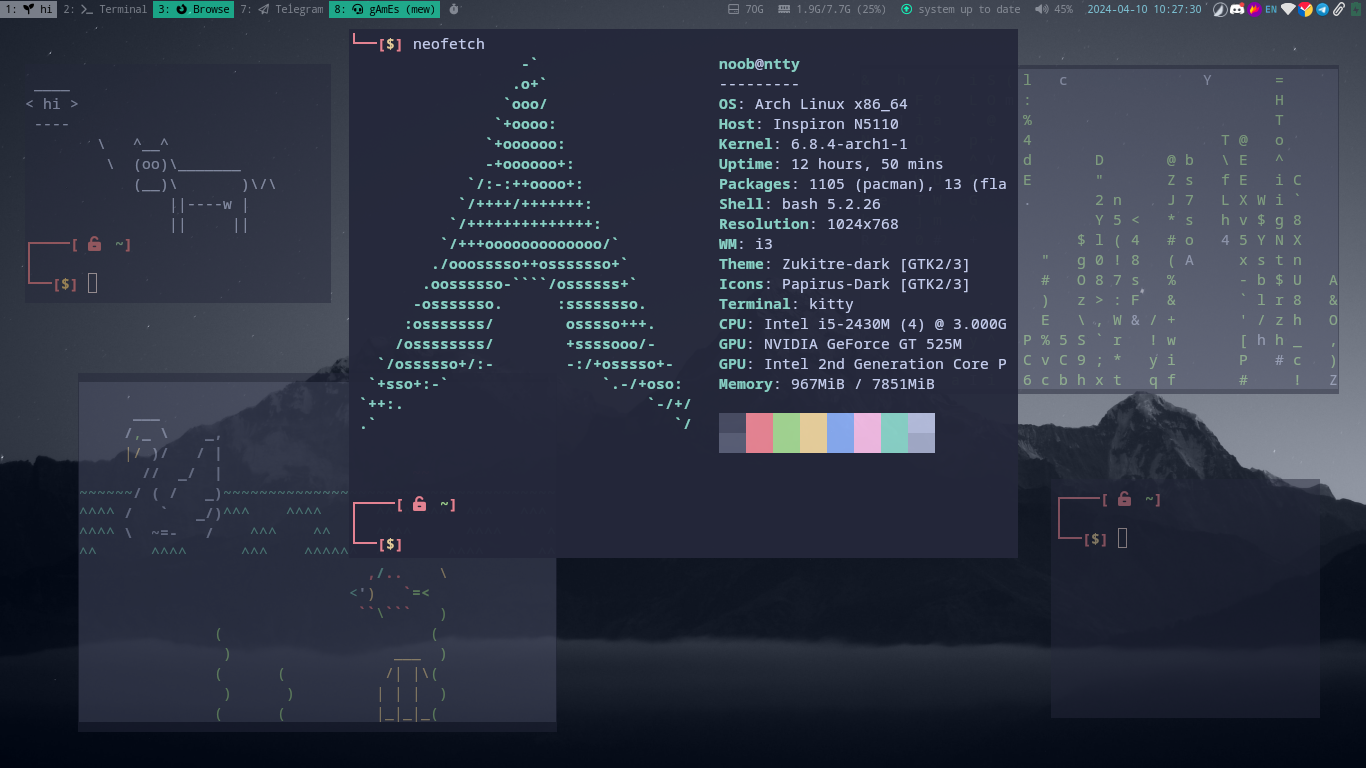 1: hi 2: Terminal 3: Browse 7: Telegram 8: gAmEs (mew) 70G 1.9G/7.7G (25%) system up to date 45% 2024-04-10 10:27:30 EN
[$] neofetch
noob@ntty
---------
OS: Arch Linux x86_64
Host: Inspiron N5110
Kernel: 6.8.4-arch1-1
Uptime: 12 hours, 50 mins
Packages: 1105 (pacman), 13 (fla
Shell: bash 5.2.26
Resolution: 1024x768
WM: i3
Theme: Zukitre-dark [GTK2/3]
Icons: Papirus-Dark [GTK2/3]
Terminal: kitty
CPU: Intel i5-2430M (4) @ 3.000G
GPU: NVIDIA GeForce GT 525M
GPU: Intel 2nd Generation Core P
Memory: 967MiB / 7851MiB
[ ~]
[$]
< hi >
[ ~]
[$]
[ ~]
[$]